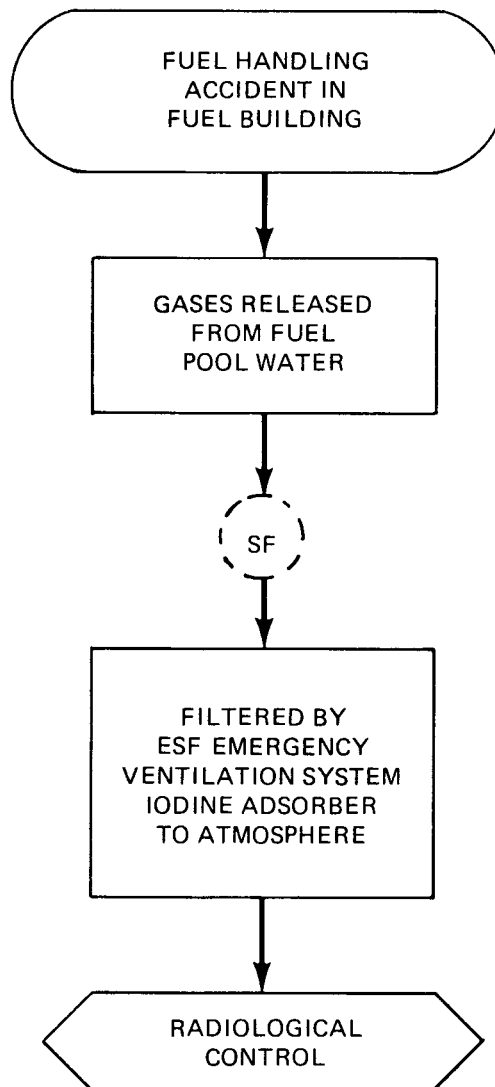 FUEL HANDLING
ACCIDENT IN
FUEL BUILDING
GASES RELEASED
FROM FUEL
POOL WATER
SF
FILTERED BY
ESF EMERGENCY
VENTILATION SYSTEM
IODINE ADSORBER
TO ATMOSPHERE
RADIOLOGICAL
CONTROL